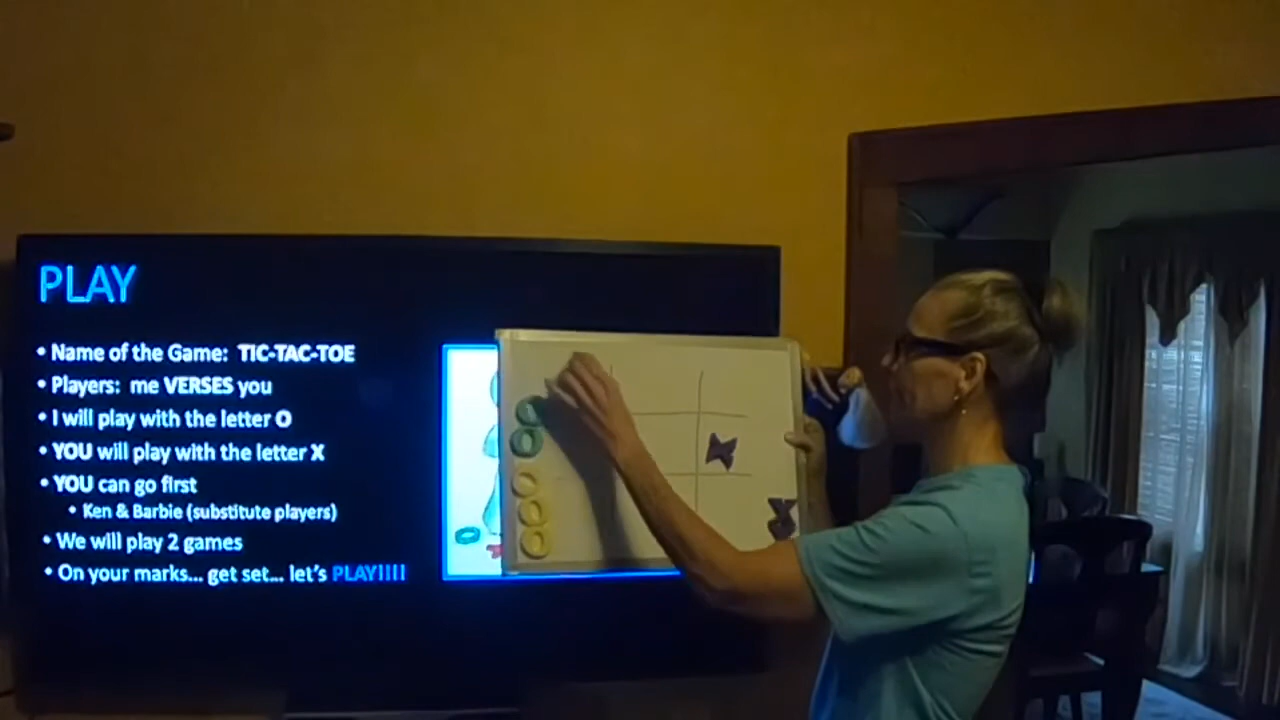 PLAY
• Name of the Game: TIC-TAC-TOE
• Players: me VERSES you
• I will play with the letter O
• YOU will play with the letter X
• YOU can go first
• Ken & Barbie (substitute players)
• We will play 2 games
• On your marks... get set... let's PLAY!!!!